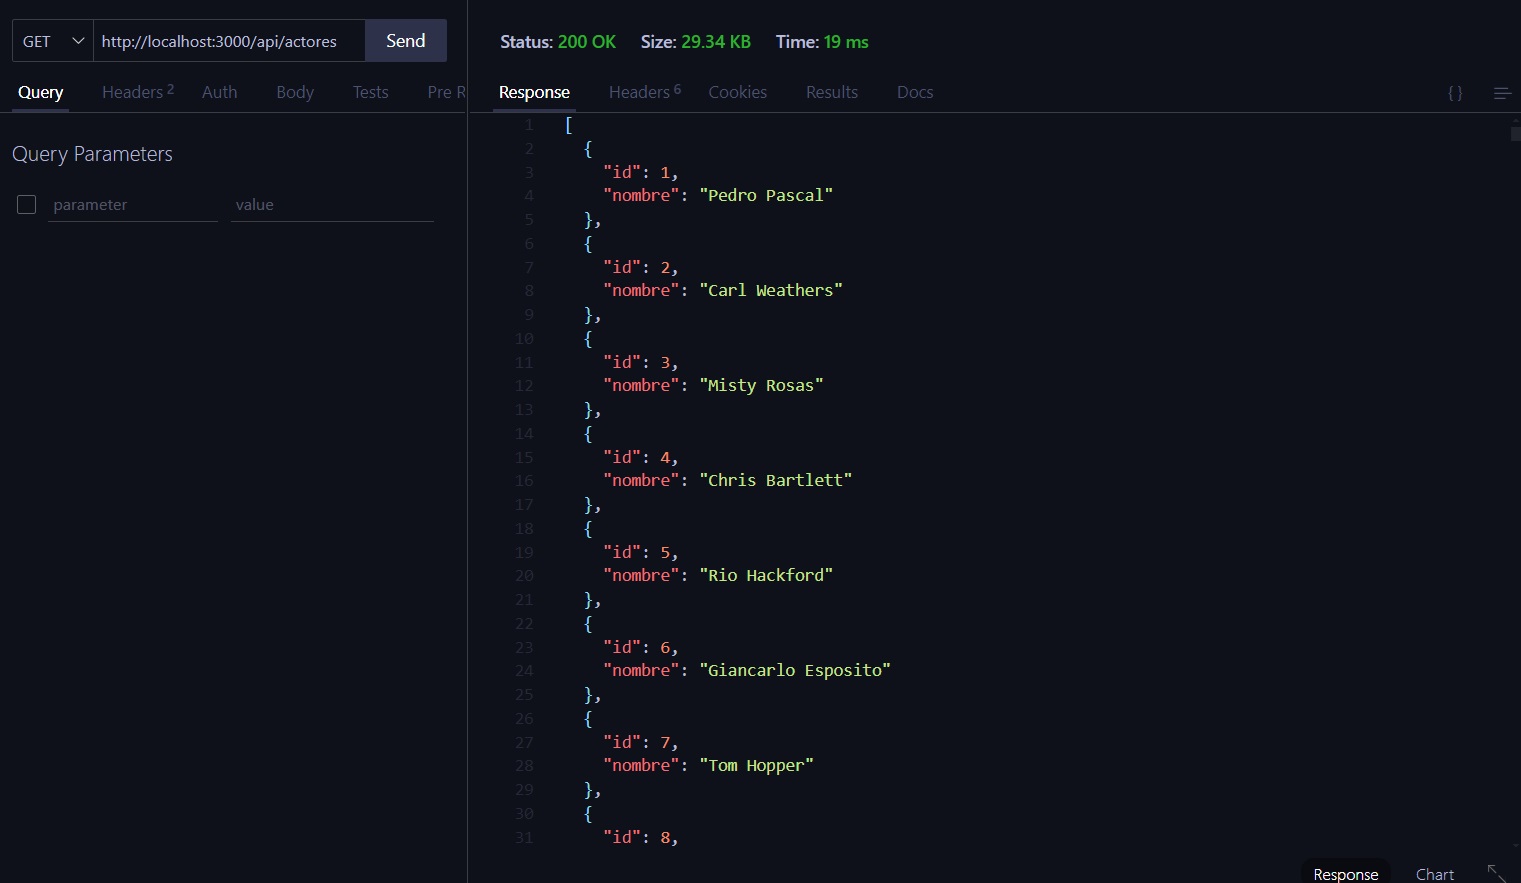 GET http://localhost:3000/api/actores Send
Query Headers 2 Auth Body Tests Pre R
Query Parameters
parameter value
Status: 200 OK Size: 29.34 KB Time: 19 ms
Response Headers 6 Cookies Results Docs { }
1 [
2 {
3 "id": 1,
4 "nombre": "Pedro Pascal"
5 },
6 {
7 "id": 2,
8 "nombre": "Carl Weathers"
9 },
10 {
11 "id": 3,
12 "nombre": "Misty Rosas"
13 },
14 {
15 "id": 4,
16 "nombre": "Chris Bartlett"
17 },
18 {
19 "id": 5,
20 "nombre": "Rio Hackford"
21 },
22 {
23 "id": 6,
24 "nombre": "Giancarlo Esposito"
25 },
26 {
27 "id": 7,
28 "nombre": "Tom Hopper"
29 },
30 {
31 "id": 8,
Response Chart